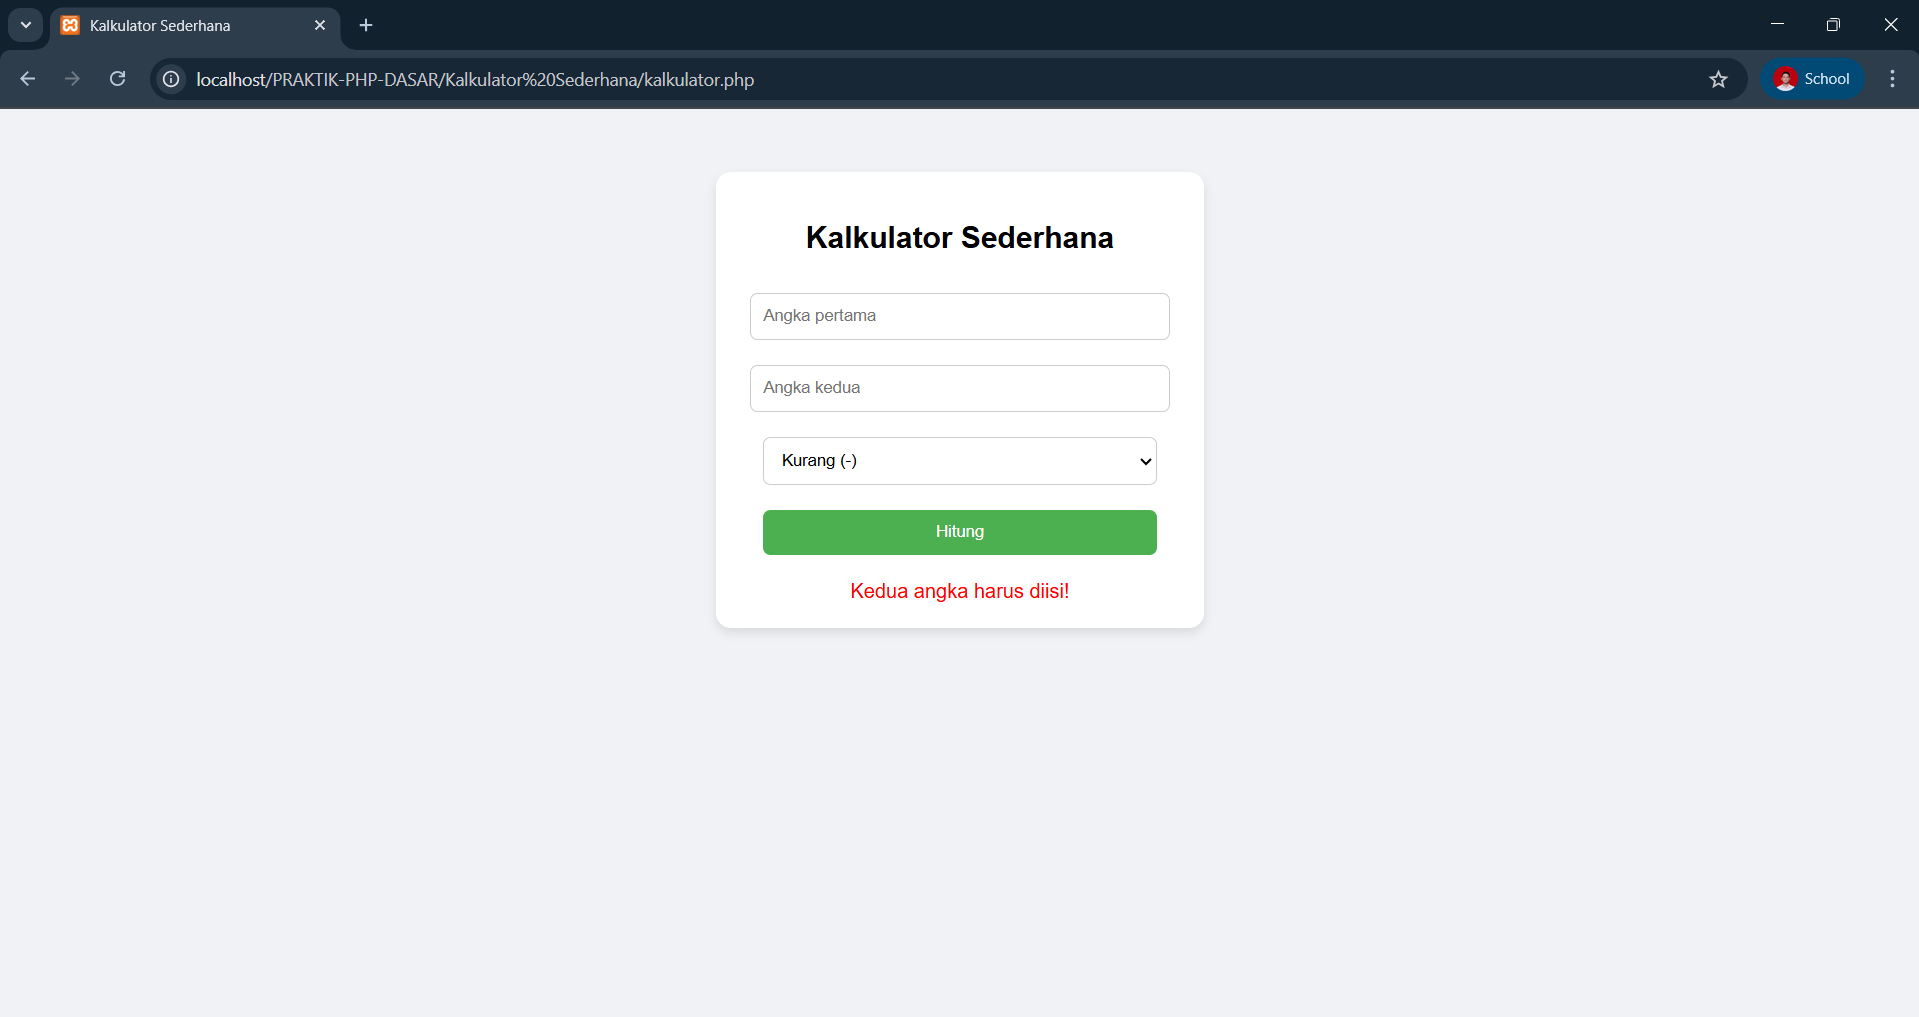 Kalkulator Sederhana
localhost/PRAKTIK-PHP-DASAR/Kalkulator%20Sederhana/kalkulator.php
School
Kalkulator Sederhana
Angka pertama
Angka kedua
Kurang (-)
Hitung
Kedua angka harus diisi!